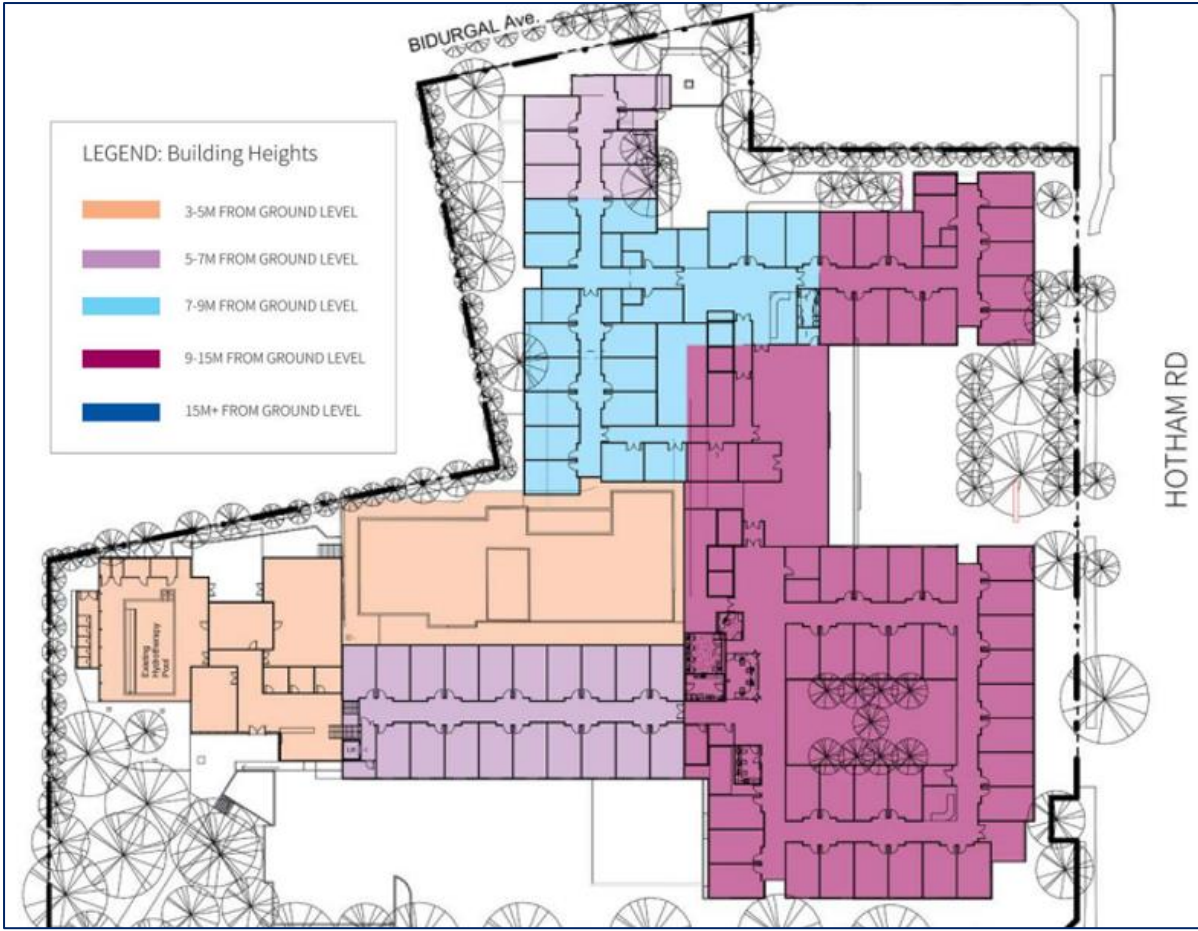 BIDURGAL Ave.
LEGEND: Building Heights
3-5M FROM GROUND LEVEL
5-7M FROM GROUND LEVEL
7-9M FROM GROUND LEVEL
9-15M FROM GROUND LEVEL
15M+ FROM GROUND LEVEL
HOTHAM RD
Existing
Hydrotherapy
Pool